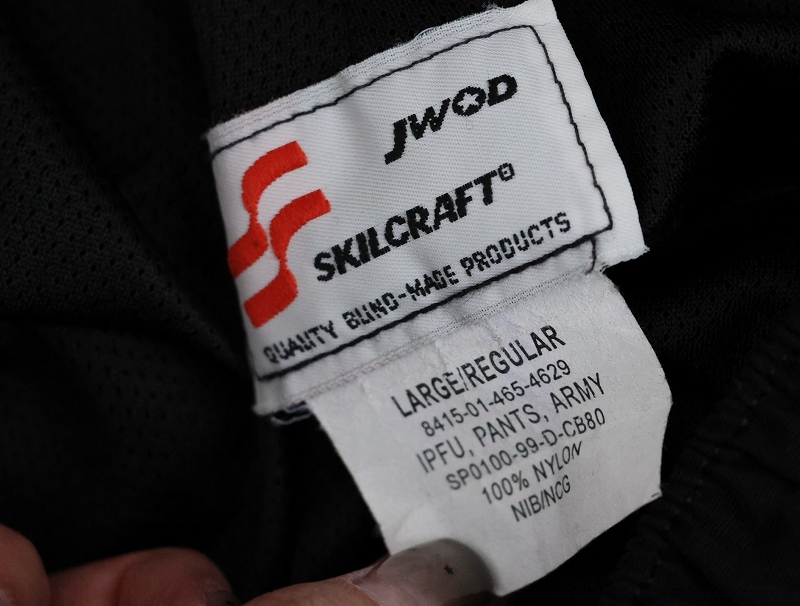 JWOD
SKILCRAFT®
QUALITY BLIND-MADE PRODUCTS
LARGE/REGULAR
8415-01-465-4629
IPFU, PANTS, ARMY
SP0100-99-D-CB80
100% NYLON
NIB/NCG